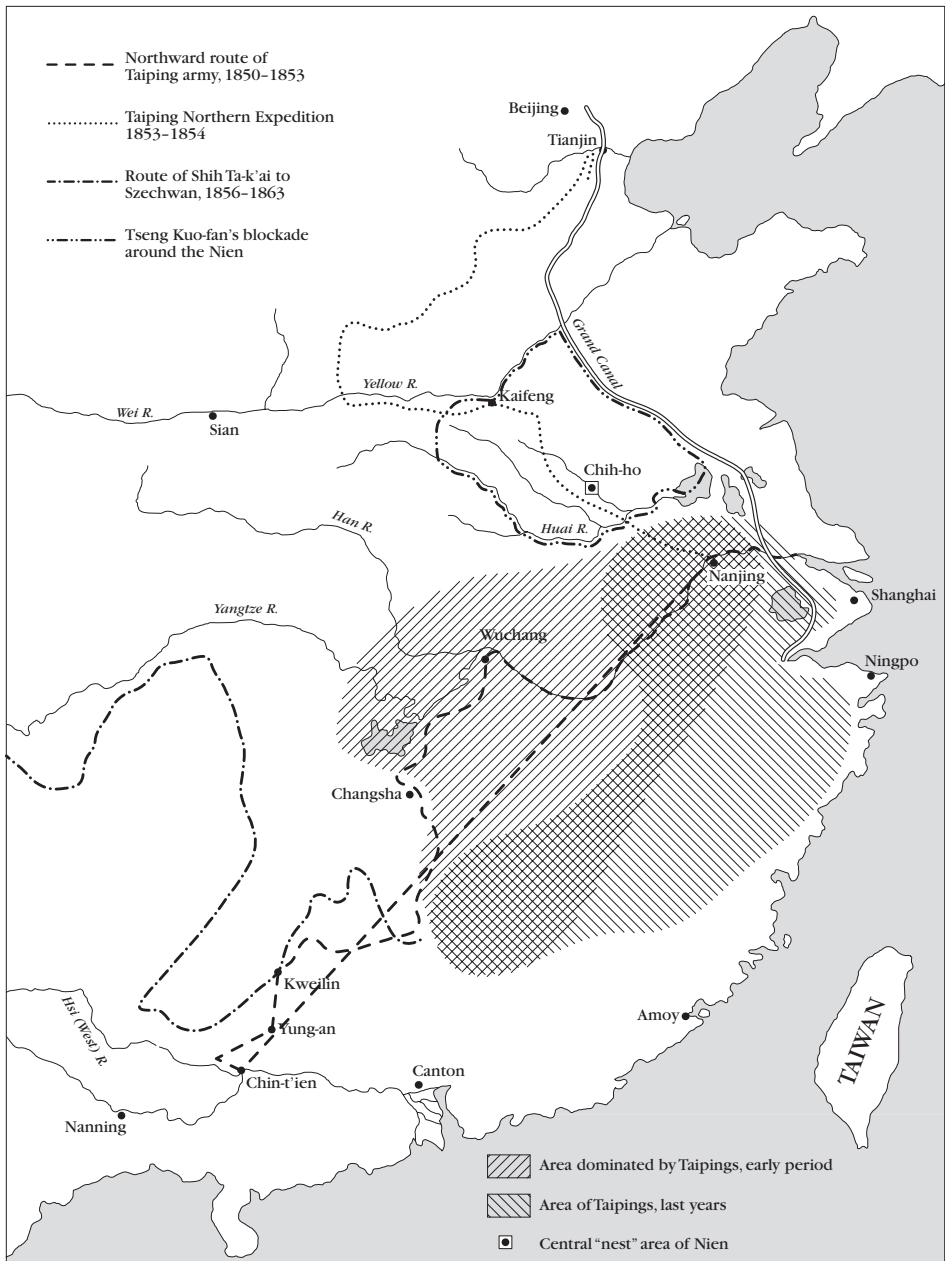 Northward route of
Taiping army, 1850–1853
Taiping Northern Expedition
1853–1854
Route of Shih Ta-k'ai to
Szechwan, 1856–1863
Tseng Kuo-fan's blockade
around the Nien
Beijing
Tianjin
Grand Canal
Yellow R.
Kaifeng
Wei R.
Sian
Chih-ho
Han R.
Huai R.
Nanjing
Shanghai
Yangtze R.
Wuchang
Ningpo
Changsha
Kweilin
Hsi (West) R.
Yung-an
Amoy
TAIWAN
Chin-t'ien
Canton
Nanning
Area dominated by Taipings, early period
Area of Taipings, last years
Central “nest” area of Nien